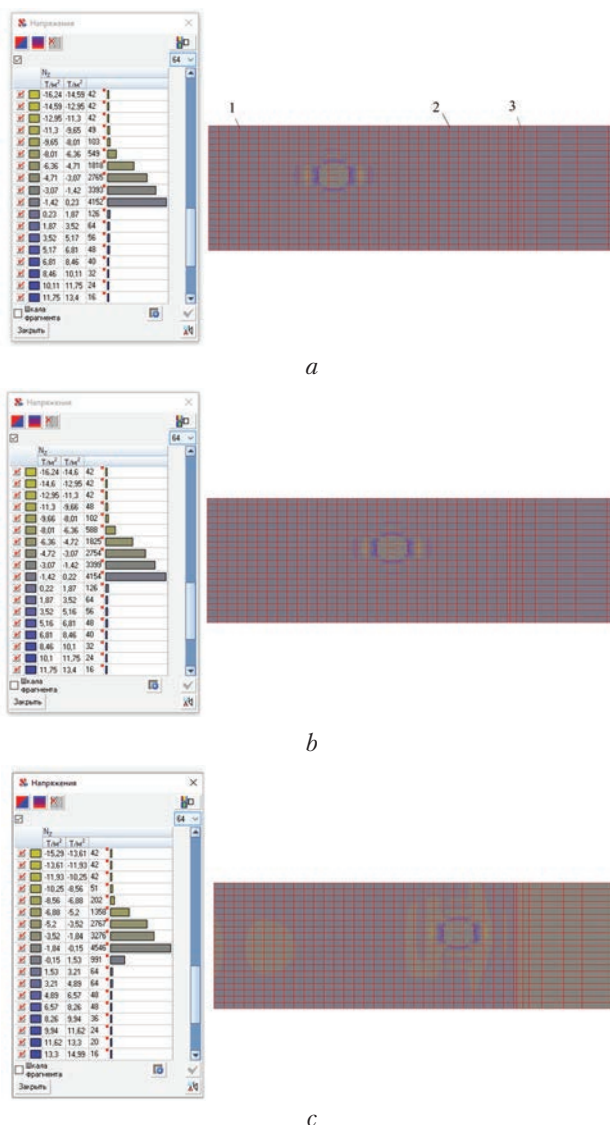 Напряжения
64
Nz
Т/м² Т/м²
-16,24 -14,59 42
-14,59 -12,95 42
-12,95 -11,3 42
-11,3 -9,65 49
-9,65 -8,01 103
-8,01 -6,36 549
-6,36 -4,71 1818
-4,71 -3,07 2765
-3,07 -1,42 3393
-1,42 0,23 4152
0,23 1,87 126
1,87 3,52 64
3,52 5,17 56
5,17 6,81 48
6,81 8,46 40
8,46 10,11 32
10,11 11,75 24
11,75 13,4 16
Шкала
фрагмента
Закрыть
1 2 3
a
Напряжения
64
Nz
Т/м² Т/м²
-16,24 -14,6 42
-14,6 -12,95 42
-12,95 -11,3 42
-11,3 -9,66 48
-9,66 -8,01 102
-8,01 -6,36 588
-6,36 -4,72 1825
-4,72 -3,07 2754
-3,07 -1,42 3399
-1,42 0,22 4154
0,22 1,87 126
1,87 3,52 64
3,52 5,16 56
5,16 6,81 48
6,81 8,46 40
8,46 10,1 32
10,1 11,75 24
11,75 13,4 16
Шкала
фрагмента
Закрыть
b
Напряжения
64
Nz
Т/м² Т/м²
-15,29 -13,61 42
-13,61 -11,93 42
-11,93 -10,25 42
-10,25 -8,56 51
-8,56 -6,88 202
-6,88 -5,2 1358
-5,2 -3,52 2767
-3,52 -1,84 3276
-1,84 -0,15 4546
-0,15 1,53 991
1,53 3,21 64
3,21 4,89 64
4,89 6,57 48
6,57 8,26 48
8,26 9,94 36
9,94 11,62 24
11,62 13,3 20
13,3 14,99 16
Шкала
фрагмента
Закрыть
c